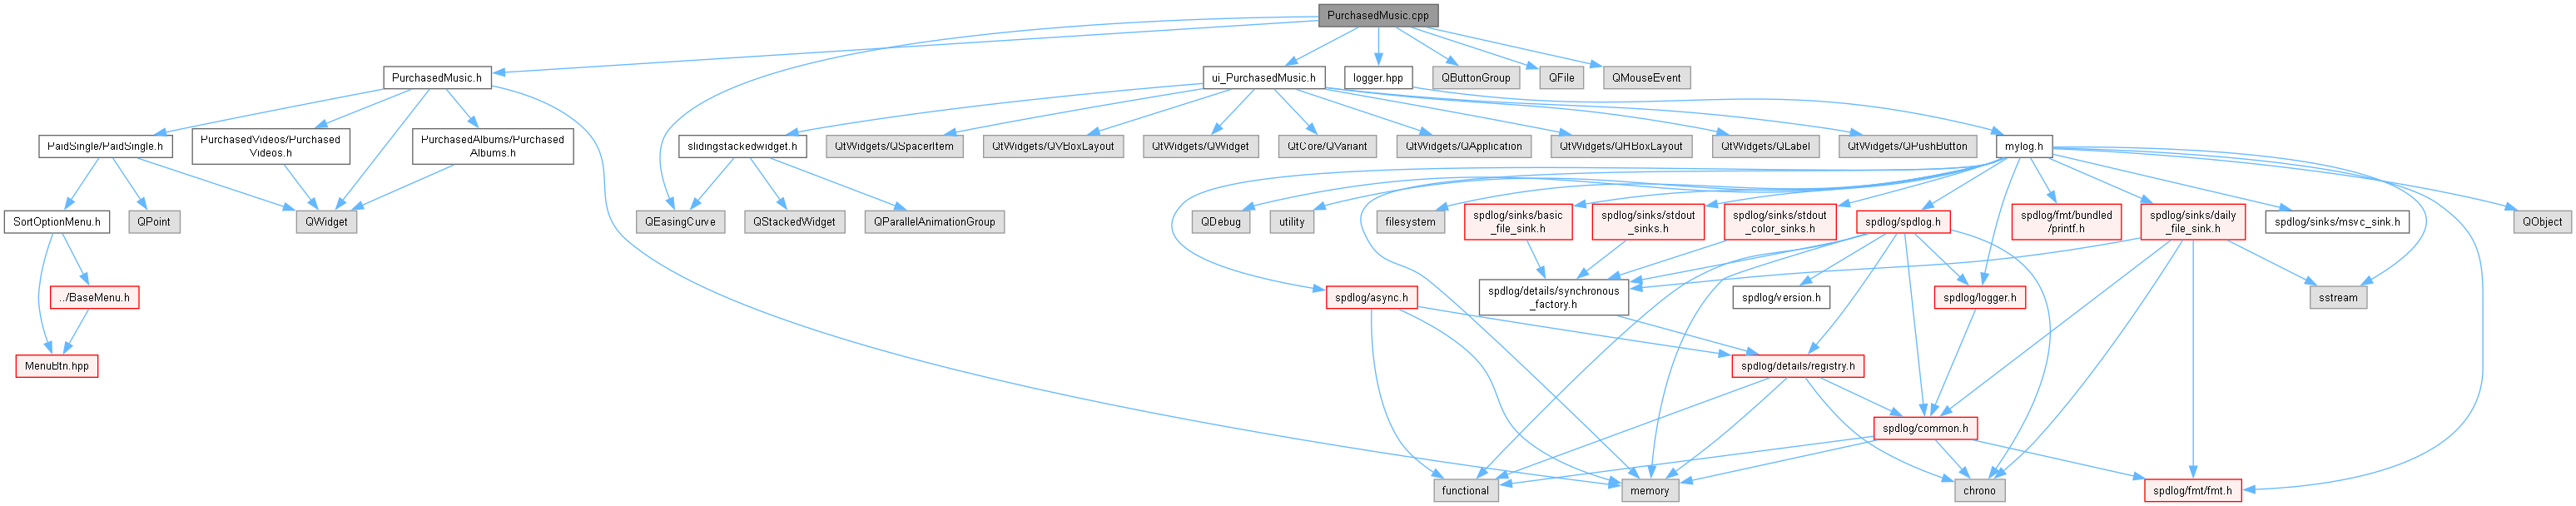 PurchasedMusic.cpp
PurchasedMusic.h
ui_PurchasedMusic.h
logger.hpp
QButtonGroup
QFile
QMouseEvent
PaidSingle/PaidSingle.h
PurchasedVideos/Purchased
Videos.h
PurchasedAlbums/Purchased
Albums.h
slidingstackedwidget.h
QtWidgets/QSpacerItem
QtWidgets/QVBoxLayout
QtWidgets/QWidget
QtCore/QVariant
QtWidgets/QApplication
QtWidgets/QHBoxLayout
QtWidgets/QLabel
QtWidgets/QPushButton
mylog.h
SortOptionMenu.h
QPoint
QWidget
QEasingCurve
QStackedWidget
QParallelAnimationGroup
QDebug
utility
filesystem
spdlog/sinks/basic
_file_sink.h
spdlog/sinks/stdout
_sinks.h
spdlog/sinks/stdout
_color_sinks.h
spdlog/spdlog.h
spdlog/fmt/bundled
/printf.h
spdlog/sinks/daily
_file_sink.h
spdlog/sinks/msvc_sink.h
QObject
../BaseMenu.h
spdlog/async.h
spdlog/details/synchronous
_factory.h
spdlog/version.h
spdlog/logger.h
sstream
MenuBtn.hpp
spdlog/details/registry.h
spdlog/common.h
functional
memory
chrono
spdlog/fmt/fmt.h